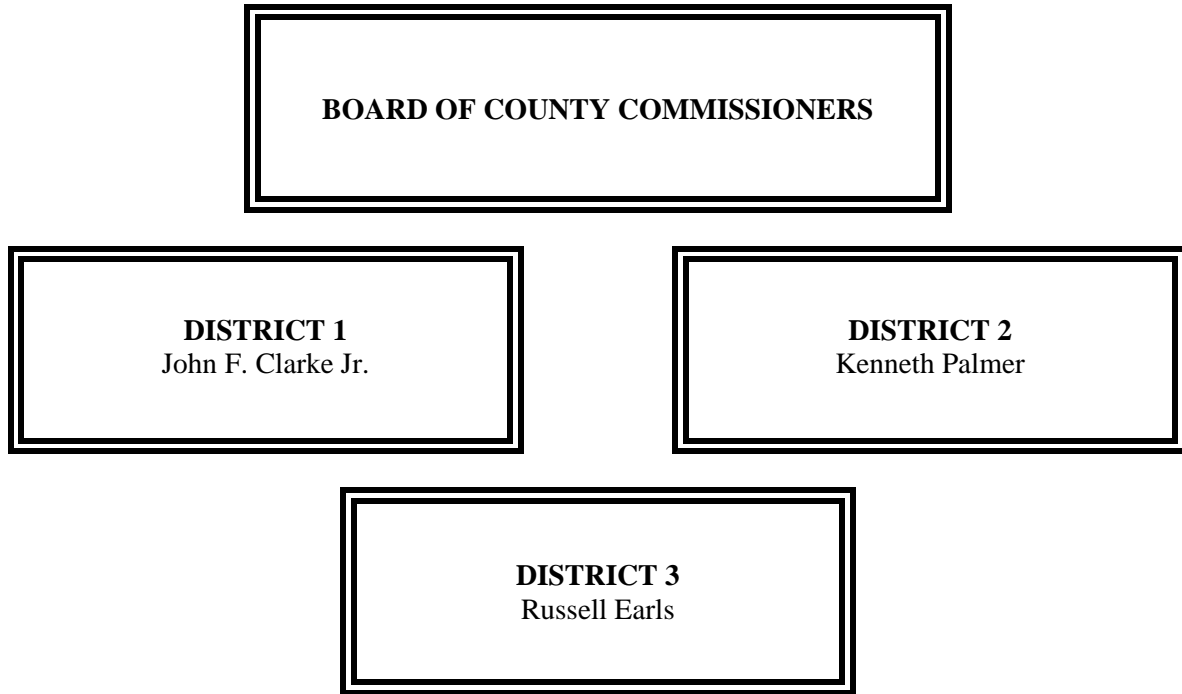 BOARD OF COUNTY COMMISSIONERS
DISTRICT 1
John F. Clarke Jr.
DISTRICT 2
Kenneth Palmer
DISTRICT 3
Russell Earls